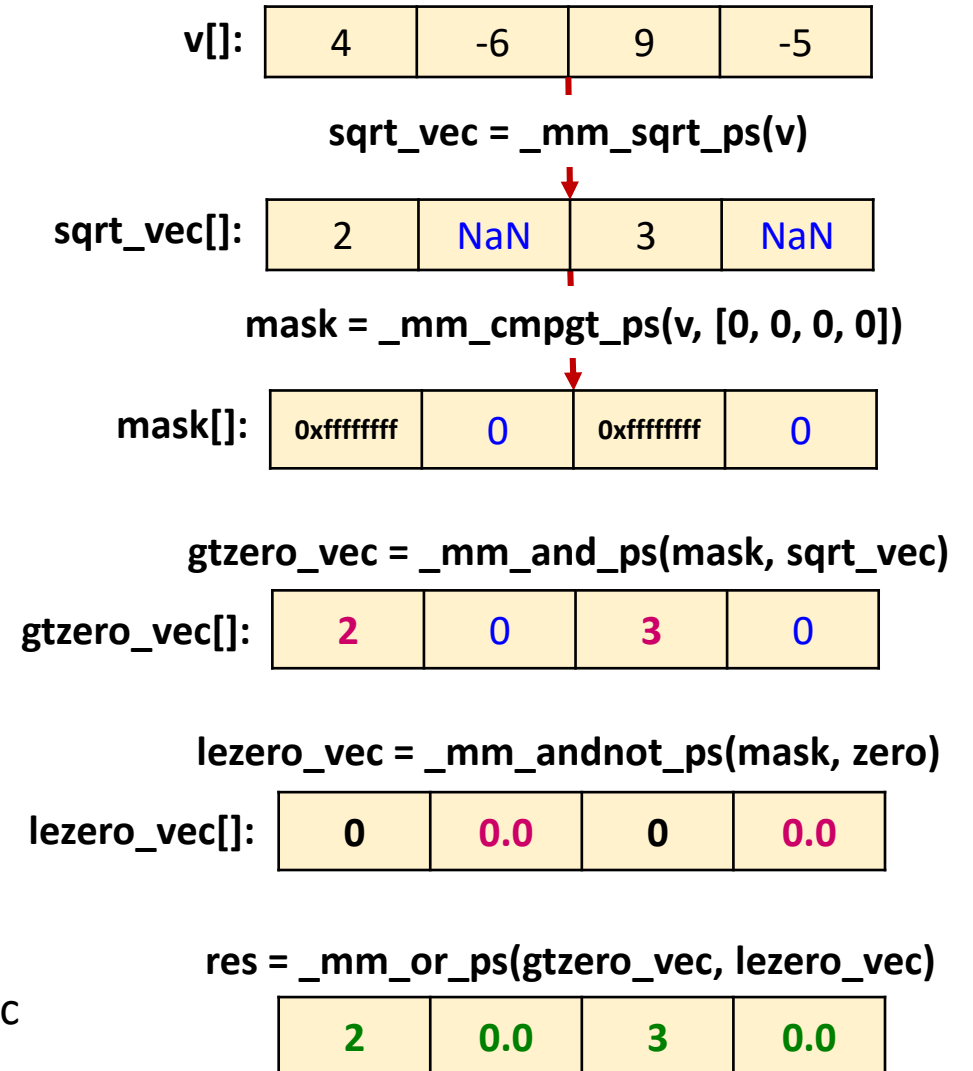 v[]: 4 -6 9 -5
sqrt_vec = _mm_sqrt_ps(v)
sqrt_vec[]: 2 NaN 3 NaN
mask = _mm_cmpgt_ps(v, [0, 0, 0, 0])
mask[]: 0xffffffff 0 0xffffffff 0
gtzero_vec = _mm_and_ps(mask, sqrt_vec)
gtzero_vec[]: 2 0 3 0
lezero_vec = _mm_andnot_ps(mask, zero)
lezero_vec[]: 0 0.0 0 0.0
res = _mm_or_ps(gtzero_vec, lezero_vec)
c 2 0.0 3 0.0